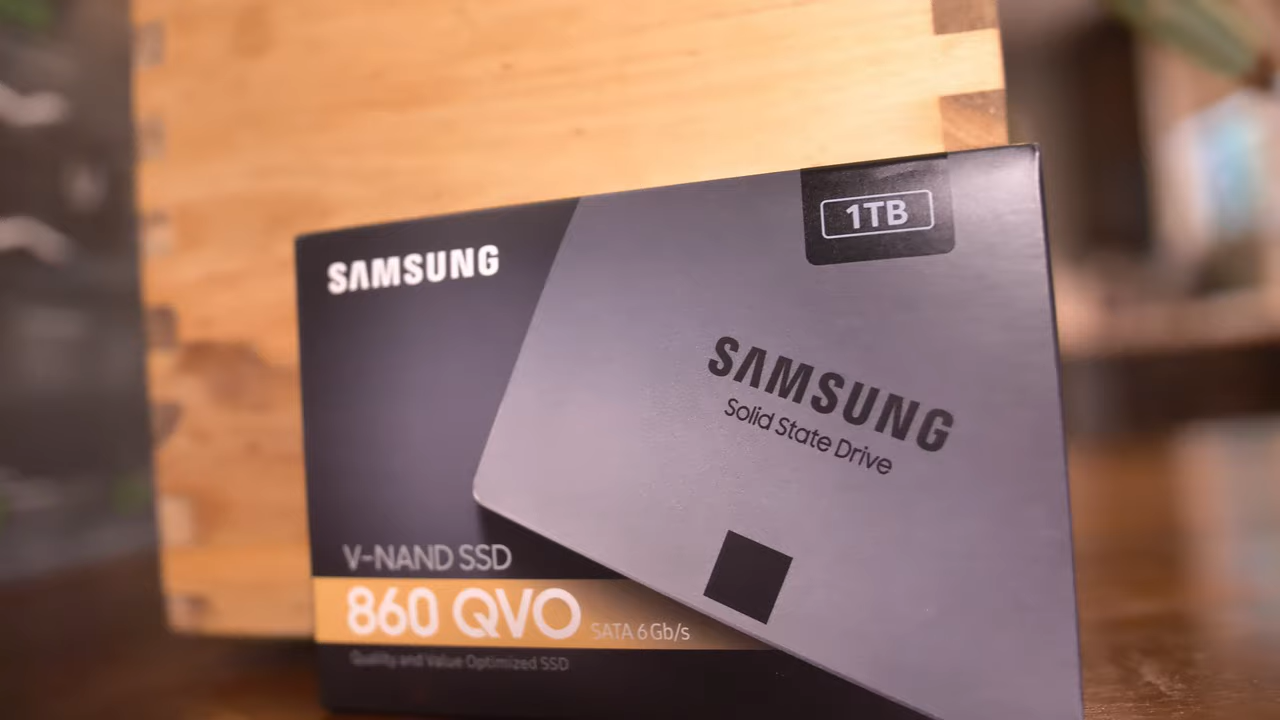 SAMSUNG
1TB
SAMSUNG
Solid State Drive
V-NAND SSD
860 QVO SATA 6 Gb/s
Quality and Value Optimized SSD